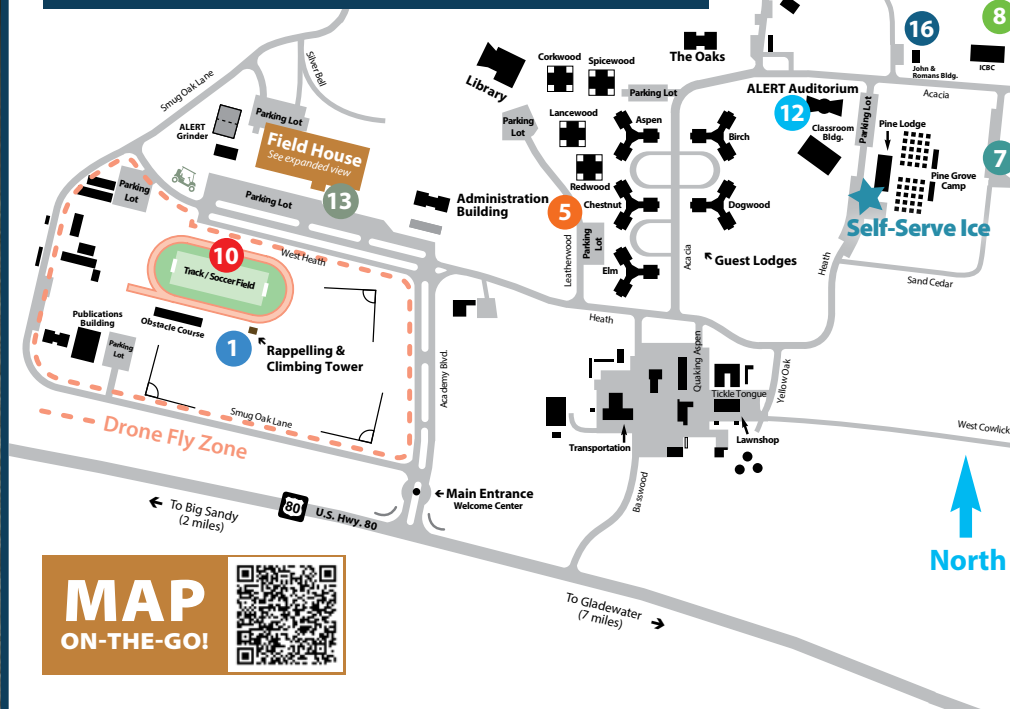 8
16
John &
Romans Bldg.
ICBC
The Oaks
Corkwood
Spicewood
Library
Silver Bell
Smug Oak Lane
Parking Lot
ALERT Auditorium
12
Acacia
Parking Lot
Parking
Lot
Lancewood
Aspen
Birch
Classroom
Bldg.
Pine Lodge
ALERT
Grinder
Parking Lot
Field House
See expanded view
7
Redwood
Pine Grove
Camp
Parking
Lot
Parking Lot
13
Administration
Building
5
Chestnut
Dogwood
Self-Serve Ice
10
West Heath
Track / Soccer Field
Leatherwood
Parking
Lot
Elm
Acacia
Guest Lodges
Heath
Sand Cedar
Publications
Building
Obstacle Course
Parking
Lot
1
Rappelling &
Climbing Tower
Academy Blvd.
Heath
Quaking Aspen
Yellow Oak
Tickle Tongue
Smug Oak Lane
Drone Fly Zone
Transportation
Lawnshop
West Cowlick
Basswood
Main Entrance
Welcome Center
To Big Sandy
(2 miles)
80
U.S. Hwy. 80
North
MAP
ON-THE-GO!
To Gladewater
(7 miles)